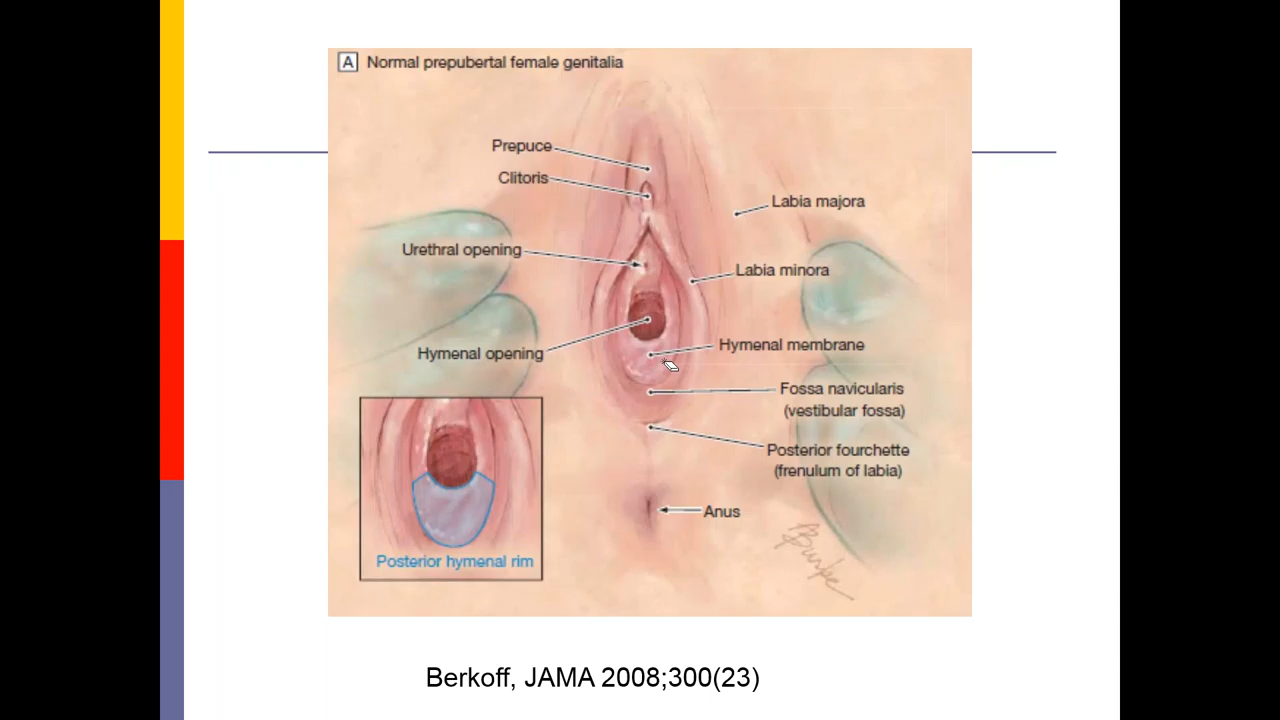 A Normal prepubertal female genitalia
Prepuce
Clitoris
Labia majora
Urethral opening
Labia minora
Hymenal opening
Hymenal membrane
Fossa navicularis
(vestibular fossa)
Posterior fourchette
(frenulum of labia)
Anus
Posterior hymenal rim
Berkoff, JAMA 2008;300(23)